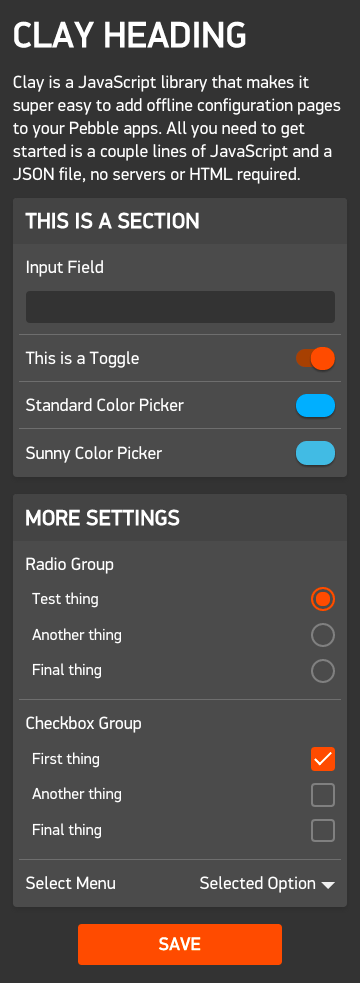 CLAY HEADING
Clay is a JavaScript library that makes it
super easy to add offline configuration pages
to your Pebble apps. All you need to get
started is a couple lines of JavaScript and a
JSON file, no servers or HTML required.
THIS IS A SECTION
Input Field
This is a Toggle
Standard Color Picker
Sunny Color Picker
MORE SETTINGS
Radio Group
Test thing
Another thing
Final thing
Checkbox Group
First thing
Another thing
Final thing
Select Menu Selected Option
SAVE